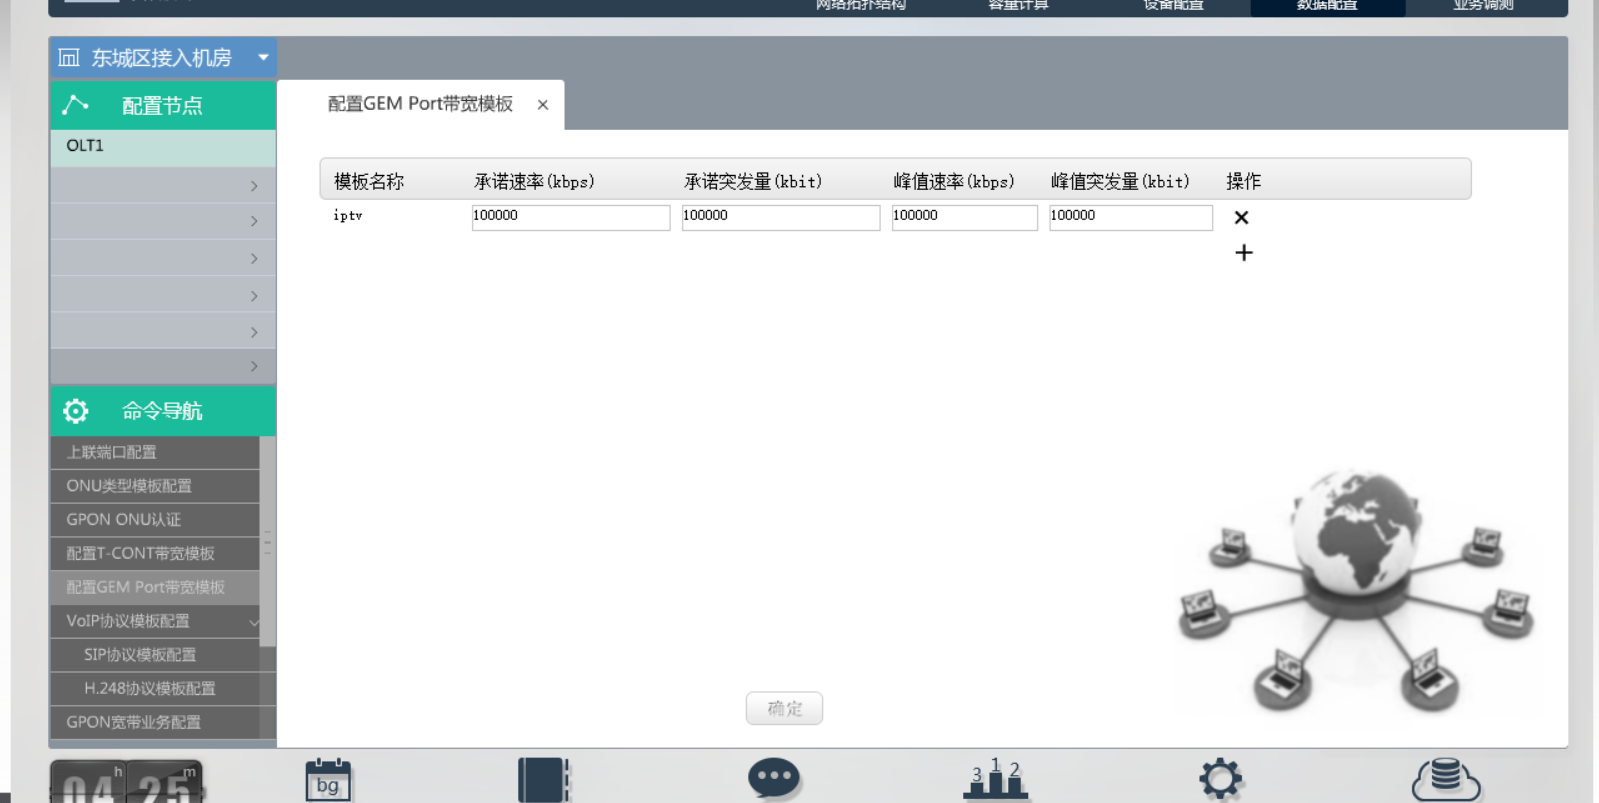 网络拓扑结构 容量计算 设备配置 数据配置 业务调测
东城区接入机房
配置节点
配置GEM Port带宽模板 ×
OLT1
模板名称 承诺速率(kbps) 承诺突发量(kbit) 峰值速率(kbps) 峰值突发量(kbit) 操作
iptv 100000 100000 100000 100000
命令导航
上联端口配置
ONU类型模板配置
GPON ONU认证
配置T-CONT带宽模板
配置GEM Port带宽模板
VoIP协议模板配置
SIP协议模板配置
H.248协议模板配置
GPON宽带业务配置
确定
04 h 25 m
bg
3 1 2